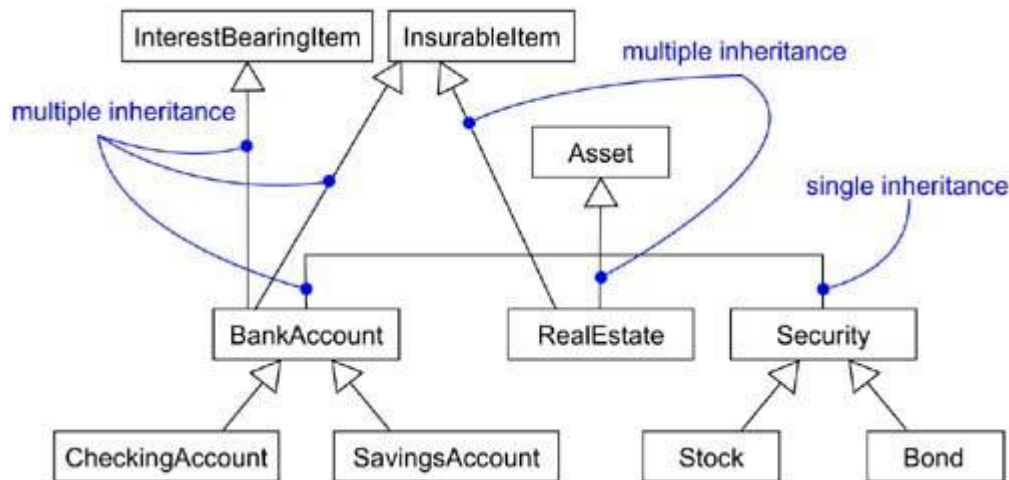 InterestBearingItem
InsurableItem
multiple inheritance
multiple inheritance
Asset
single inheritance
BankAccount
RealEstate
Security
CheckingAccount
SavingsAccount
Stock
Bond